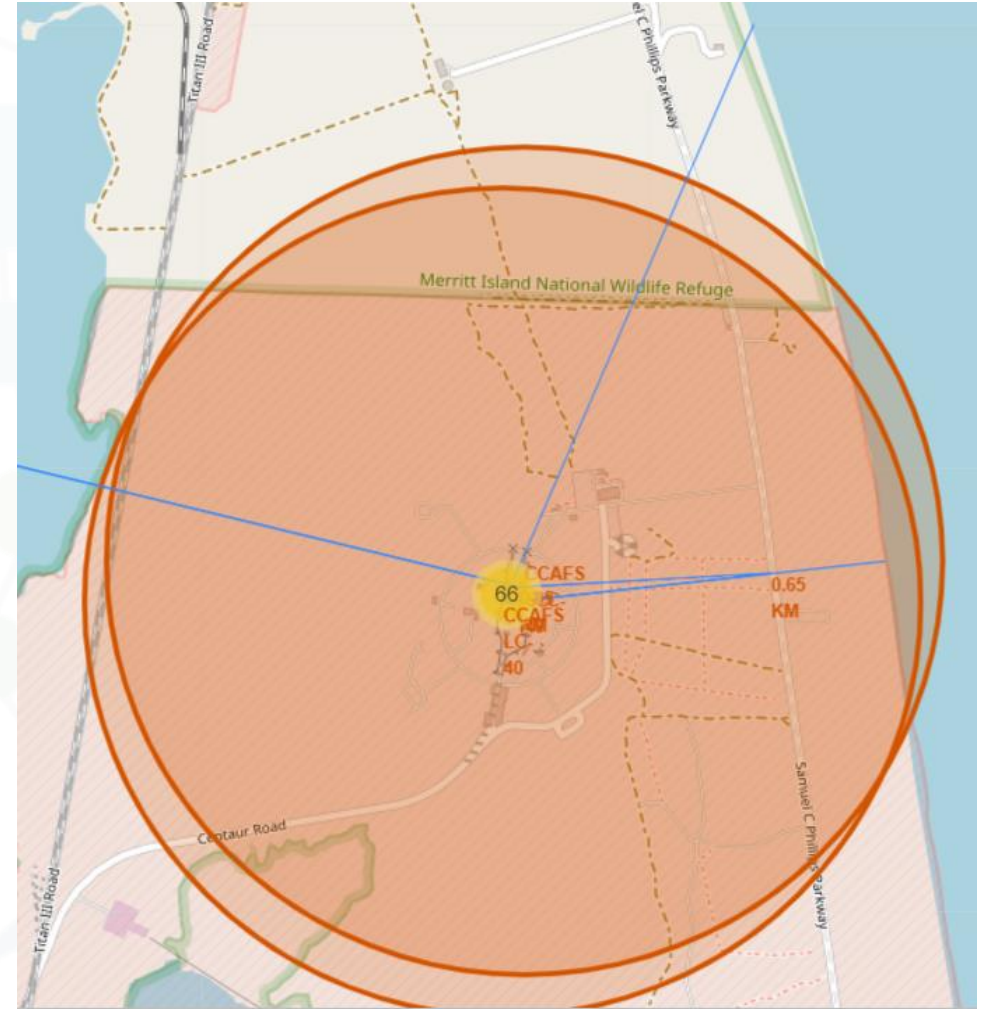 Titan III Road
el C Phillips Parkway
Merritt Island National Wildlife Refuge
CCAFS
66
0.65
KM
CCAFS
LC-
40
Samuel C Phillips Parkway
Centaur Road
Titan III Road